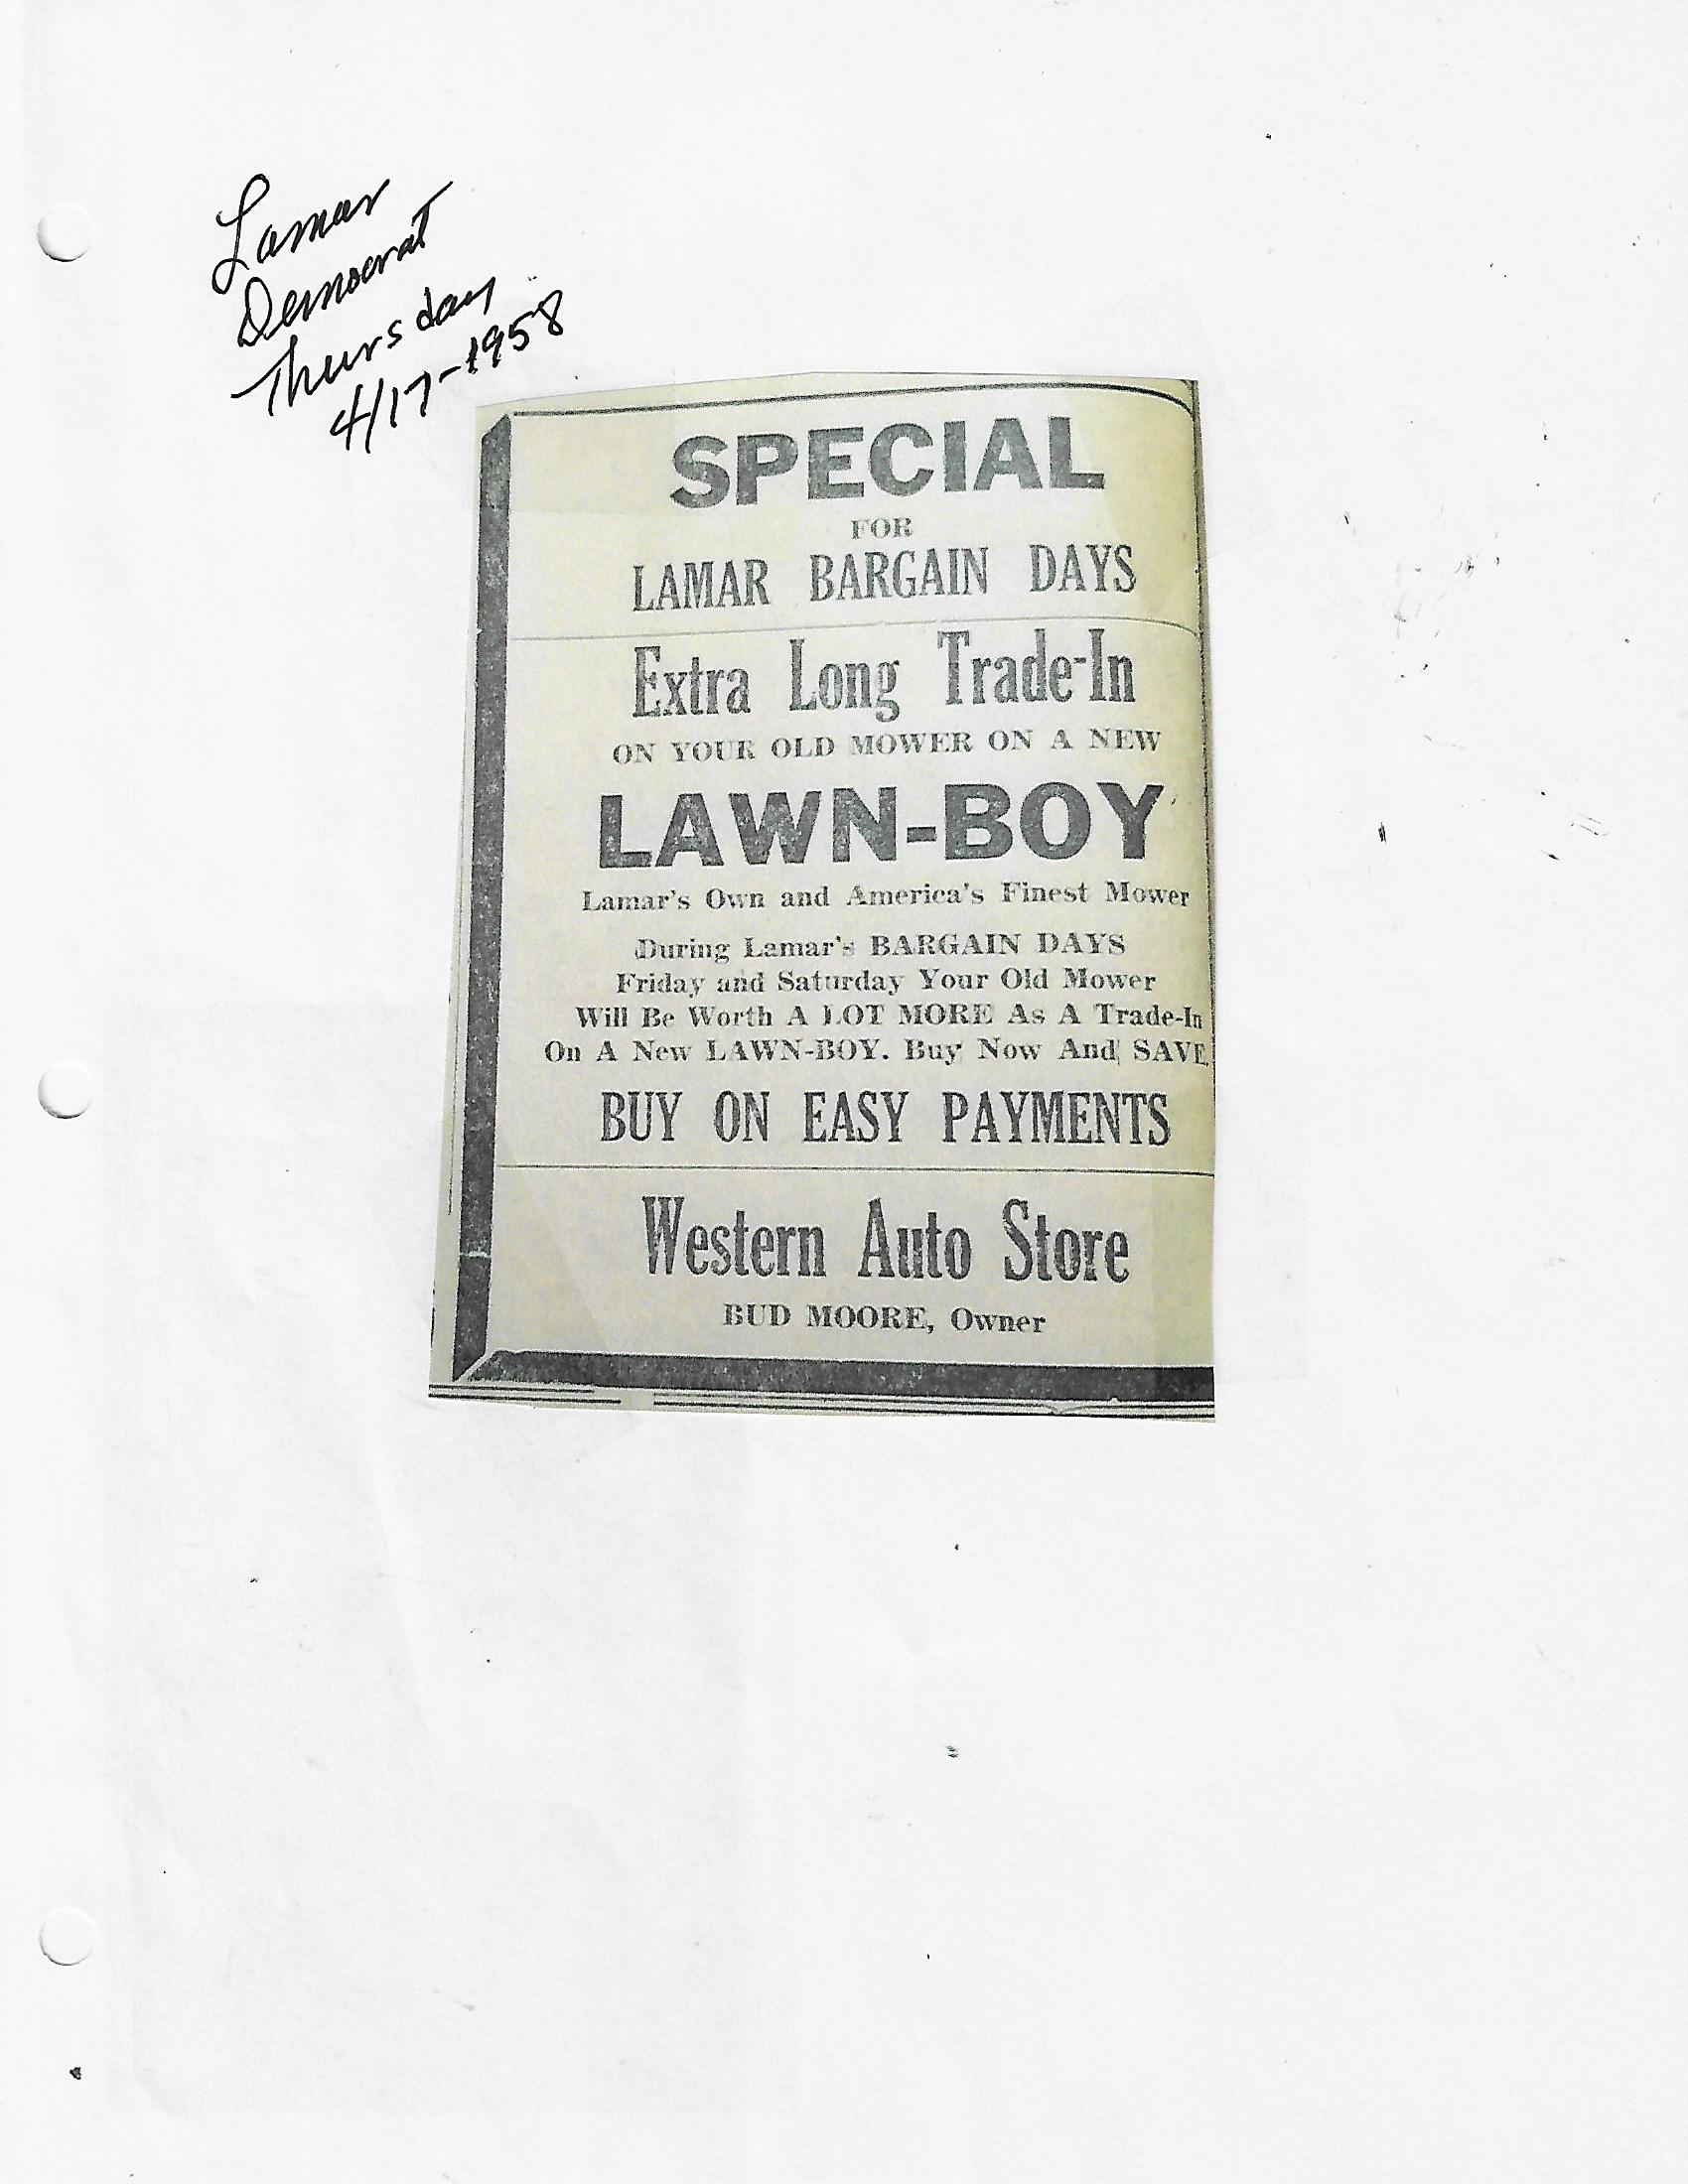 Lamar
Democrat
Thursday
4/17-1958
SPECIAL
FOR
LAMAR BARGAIN DAYS
Extra Long Trade-In
ON YOUR OLD MOWER ON A NEW
LAWN-BOY
Lamar's Own and America's Finest Mower
During Lamar's BARGAIN DAYS
Friday and Saturday Your Old Mower
Will Be Worth A LOT MORE As A Trade-In
On A New LAWN-BOY. Buy Now And SAVE
BUY ON EASY PAYMENTS
Western Auto Store
BUD MOORE, Owner